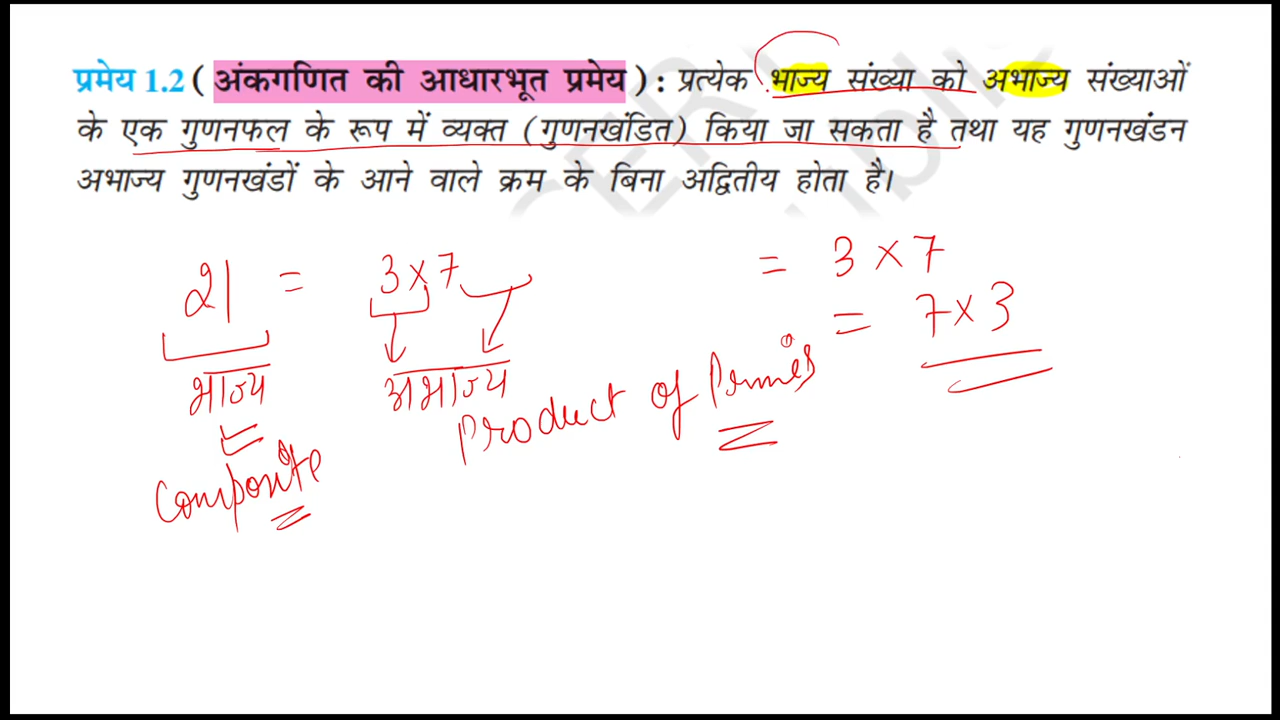 प्रमेय 1.2 ( अंकगणित की आधारभूत प्रमेय ) : प्रत्येक भाज्य संख्या को अभाज्य संख्याओं
के एक गुणनफल के रूप में व्यक्त (गुणनखंडित) किया जा सकता है तथा यह गुणनखंडन
अभाज्य गुणनखंडों के आने वाले क्रम के बिना अद्वितीय होता है।
21 = 3 × 7 = 3 × 7
= 7 × 3
भाज्य अभाज्य
Product of Primes
Composite